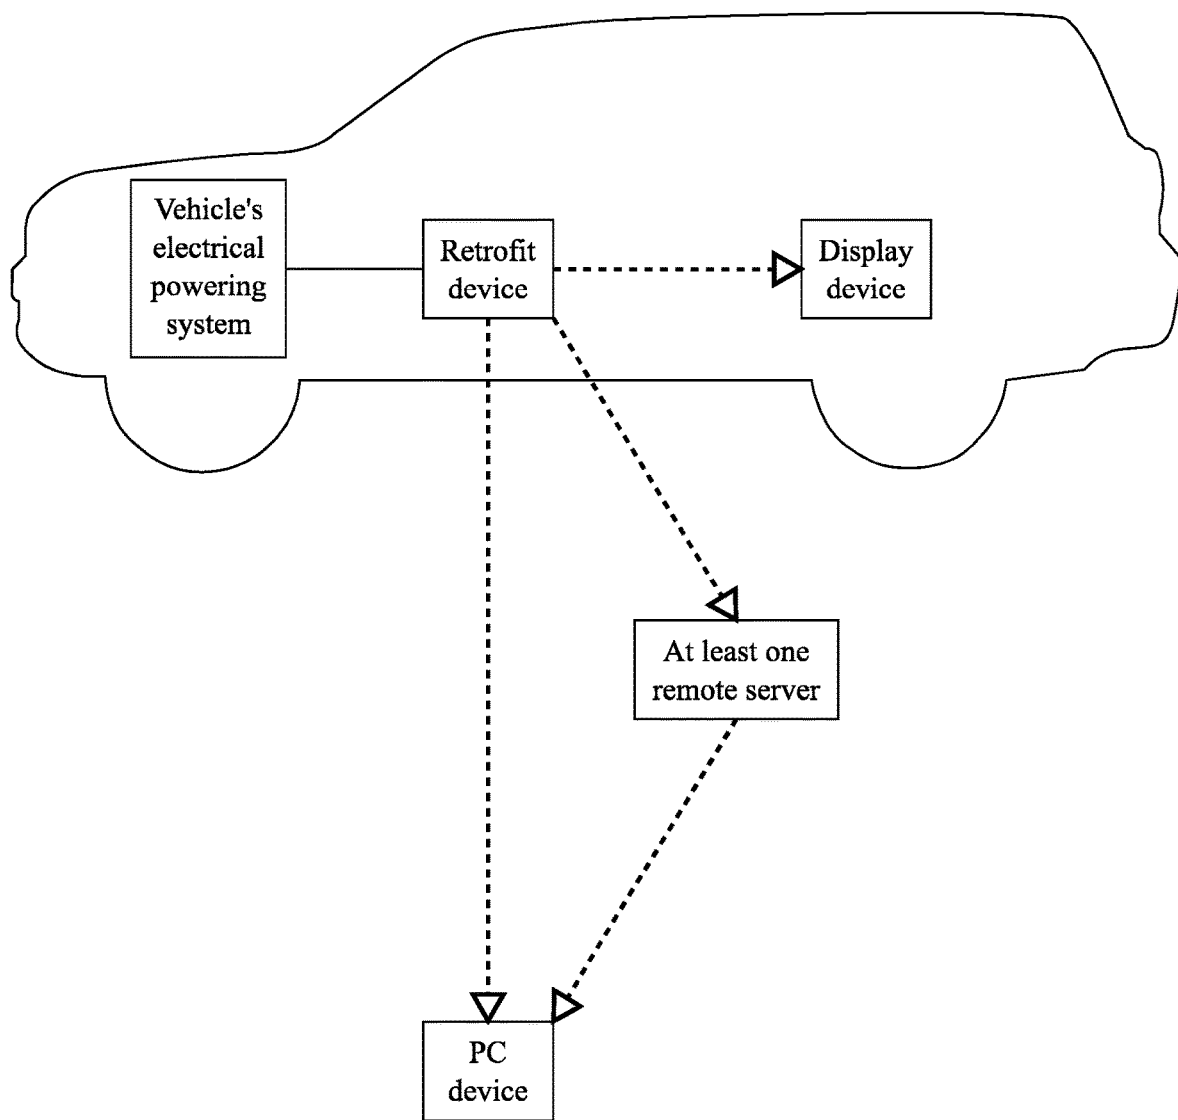 Vehicle's
electrical
powering
system
Retrofit
device
Display
device
At least one
remote server
PC
device